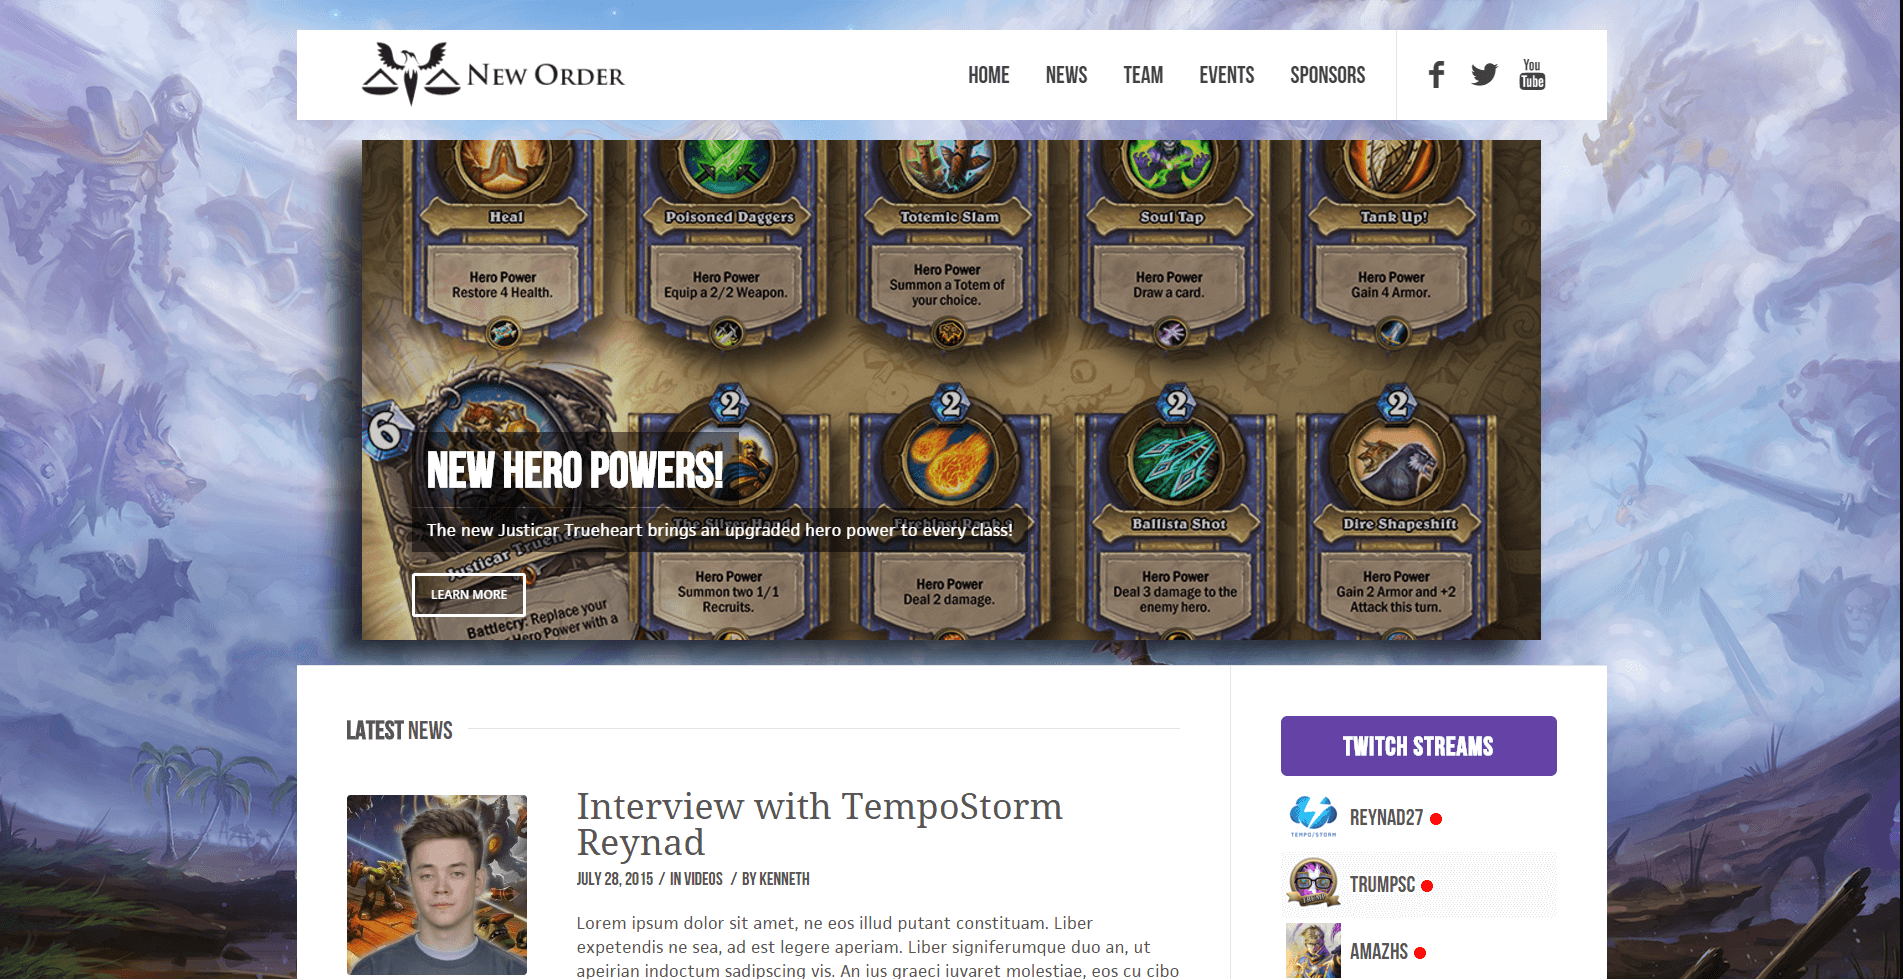 New Order
HOME NEWS TEAM EVENTS SPONSORS
You
Tube
Heal
Hero Power
Restore 4 Health.
Poisoned Daggers
Hero Power
Equip a 2/2 Weapon.
Totemic Slam
Hero Power
Summon a Totem of
your choice.
Soul Tap
Hero Power
Draw a card.
Tank Up!
Hero Power
Gain 4 Armor.
6
Justicar Trueheart
Battlecry: Replace your
Hero Power with a
NEW HERO POWERS!
The new Justicar Trueheart brings an upgraded hero power to every class!
LEARN MORE
2
The Silver Hand
Hero Power
Summon two 1/1
Recruits.
2
Fireblast Rank 2
Hero Power
Deal 2 damage.
2
Ballista Shot
Hero Power
Deal 3 damage to the
enemy hero.
2
Dire Shapeshift
Hero Power
Gain 2 Armor and +2
Attack this turn.
LATEST NEWS
Interview with TempoStorm
Reynad
JULY 28, 2015 / IN VIDEOS / BY KENNETH
Lorem ipsum dolor sit amet, ne eos illud putant constituam. Liber
expetendis ne sea, ad est legere aperiam. Liber signiferumque duo an, ut
apeirian indoctum sadipscing vis. An ius graeci iuvaret molestiae, eos cu cibo
TWITCH STREAMS
TEMPO/STORM
REYNAD27
TRUMP
TRUMPSC
AMAZHS